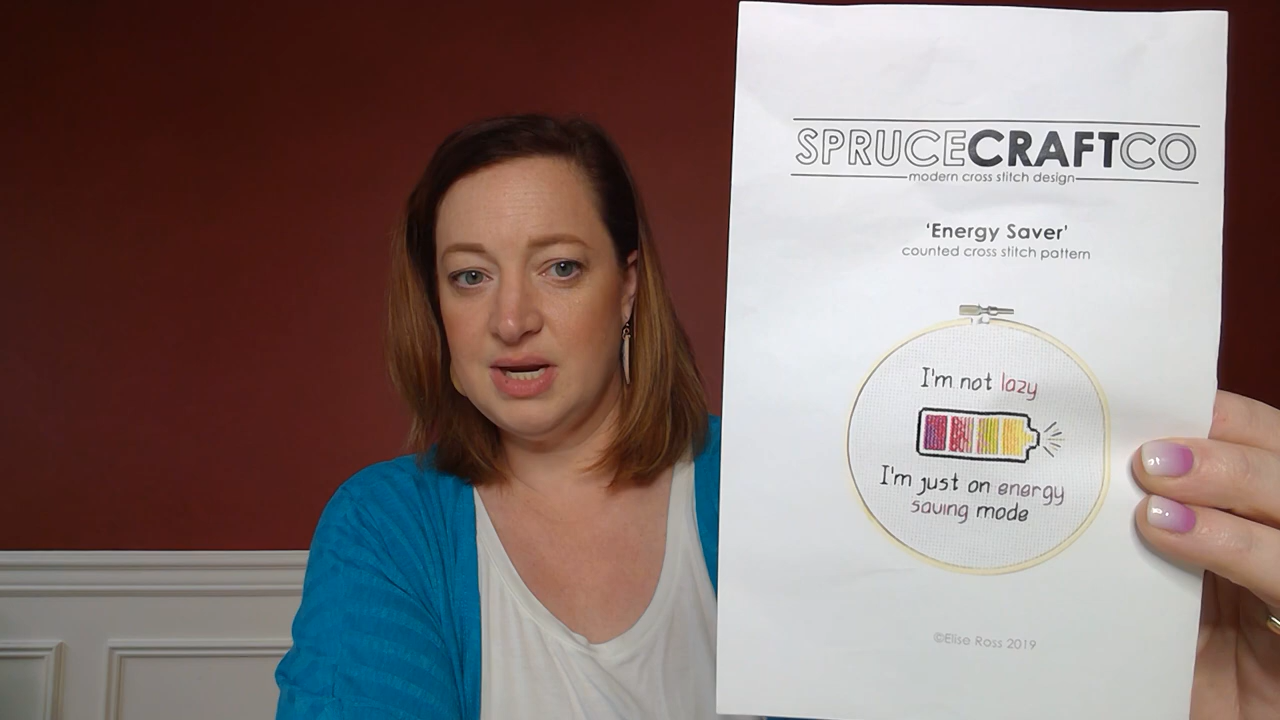 SPRUCECRAFTCO
modern cross stitch design
'Energy Saver'
counted cross stitch pattern
I'm not lazy
I'm just on energy
saving mode
©Elise Ross 2019